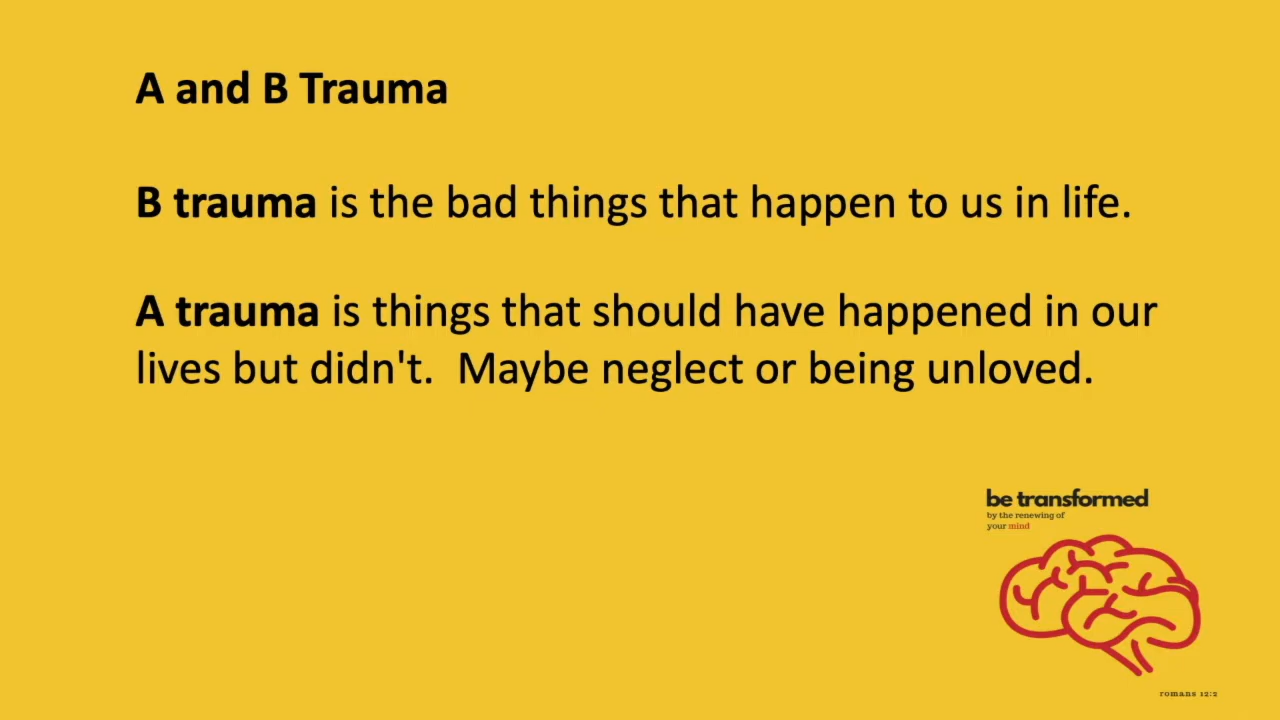 A and B Trauma
B trauma is the bad things that happen to us in life.
A trauma is things that should have happened in our
lives but didn't.  Maybe neglect or being unloved.
be transformed
by the renewing of
your mind
romans 12:2